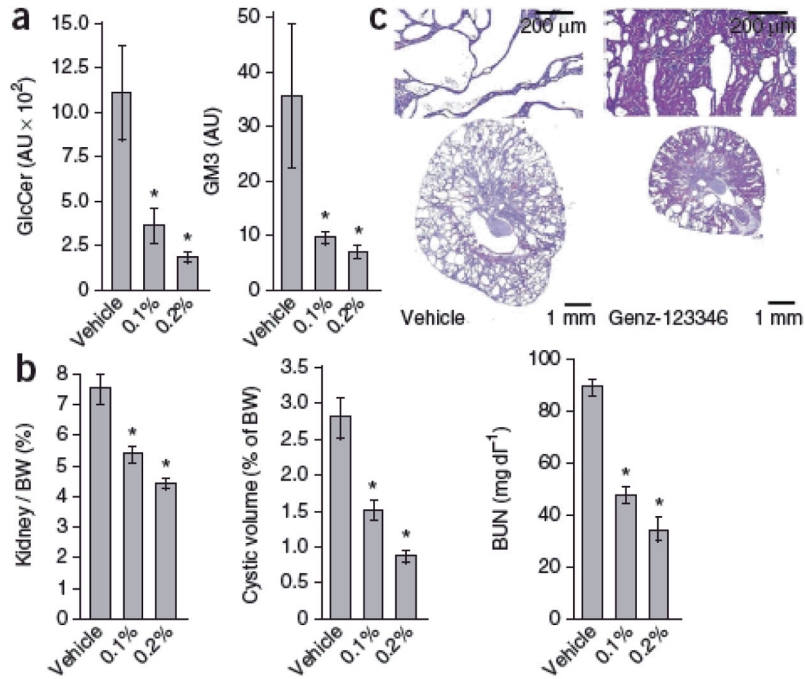 a
GlcCer (AU × 10²)
15.0
12.5
10.0
7.5
5.0
2.5
0
*
*
Vehicle
0.1%
0.2%
GM3 (AU)
50
40
30
20
10
0
*
*
Vehicle
0.1%
0.2%
c
200 µm
200 µm
Vehicle
1 mm
Genz-123346
1 mm
b
Kidney / BW (%)
8
7
6
5
4
3
2
1
0
*
*
Vehicle
0.1%
0.2%
Cystic volume (% of BW)
3.5
3.0
2.5
2.0
1.5
1.0
0.5
0
*
*
Vehicle
0.1%
0.2%
BUN (mg dl⁻¹)
100
80
60
40
20
0
*
*
Vehicle
0.1%
0.2%